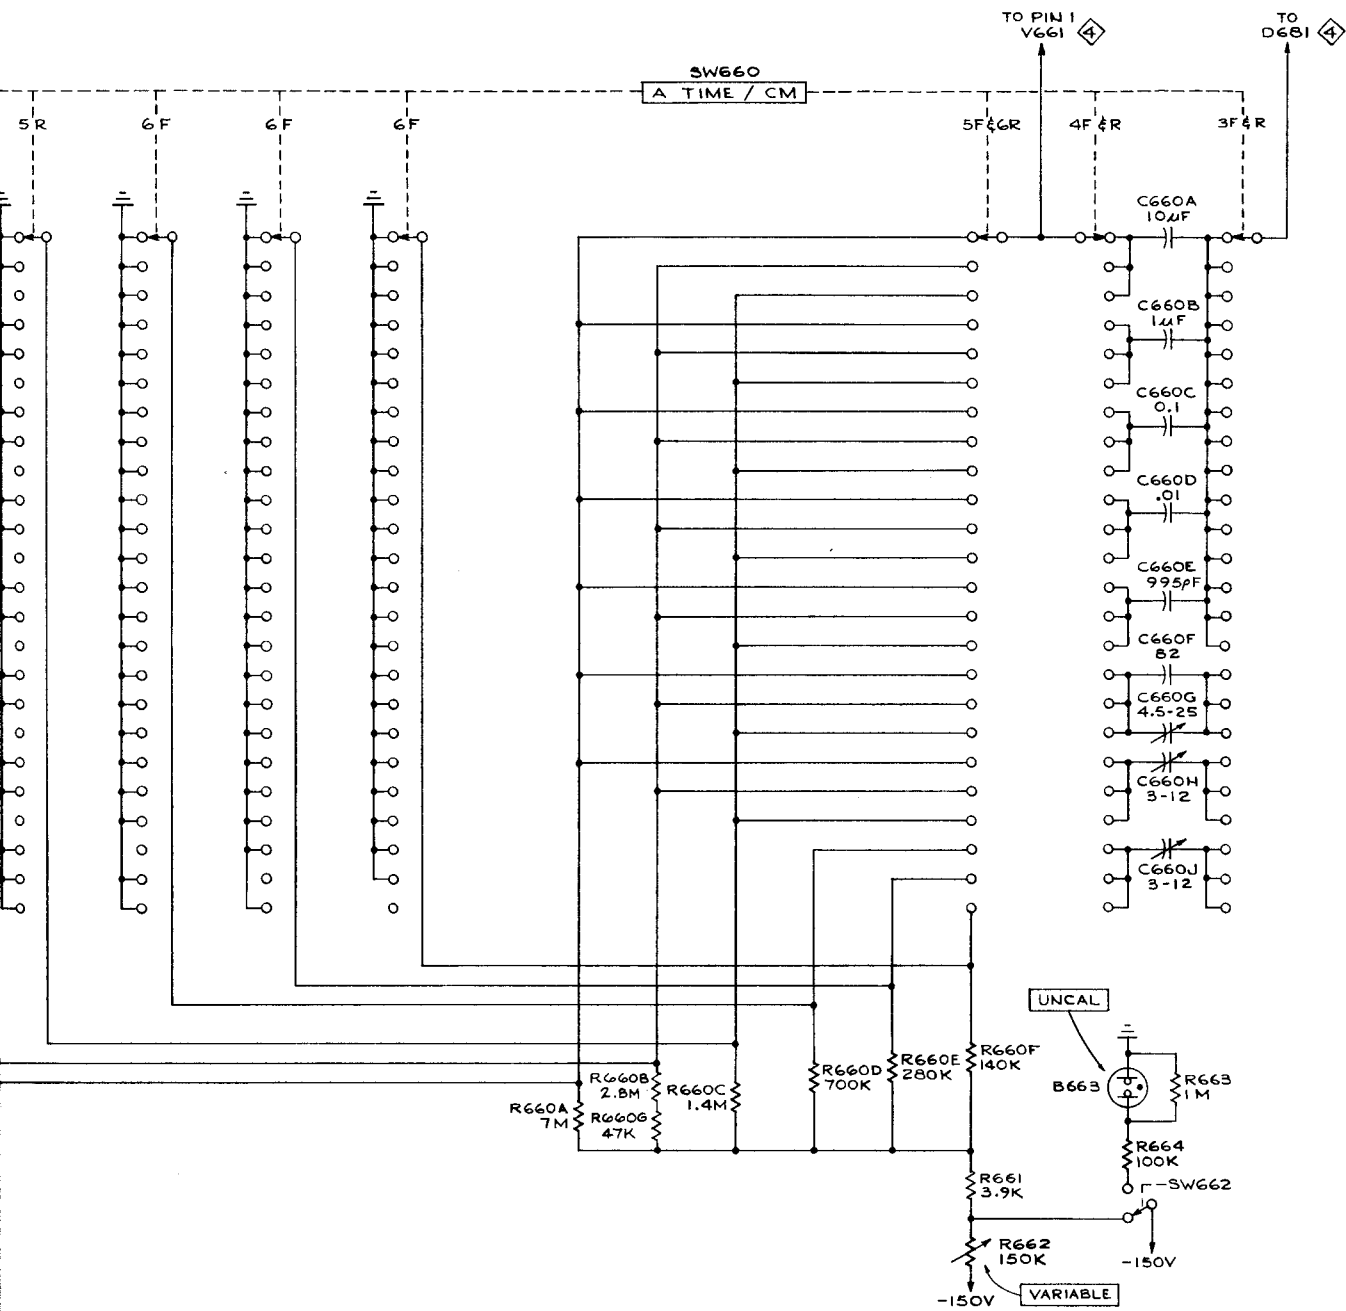 TO PIN 1
V661 4
TO
D681 4
SW660
A TIME / CM
5R
6F
6F
6F
5F&6R
4F&R
3F&R
C660A
10µF
C660B
1µF
C660C
0.1
C660D
.01
C660E
995pF
C660F
82
C660G
4.5-25
C660H
3-12
C660J
3-12
UNCAL
R660A
7M
R660B
2.8M
R660G
47K
R660C
1.4M
R660D
700K
R660E
280K
R660F
140K
B663
R663
1M
R664
100K
R661
3.9K
SW662
R662
150K
-150V
-150V
VARIABLE